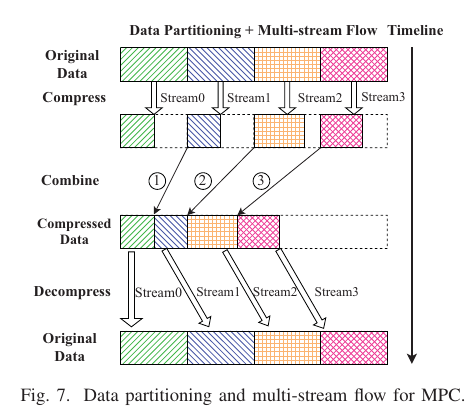 Data Partitioning + Multi-stream Flow Timeline
Original
Data
Compress
Stream0 Stream1 Stream2 Stream3
Combine
① ② ③
Compressed
Data
Decompress
Stream0 Stream1 Stream2 Stream3
Original
Data
Fig. 7. Data partitioning and multi-stream flow for MPC.